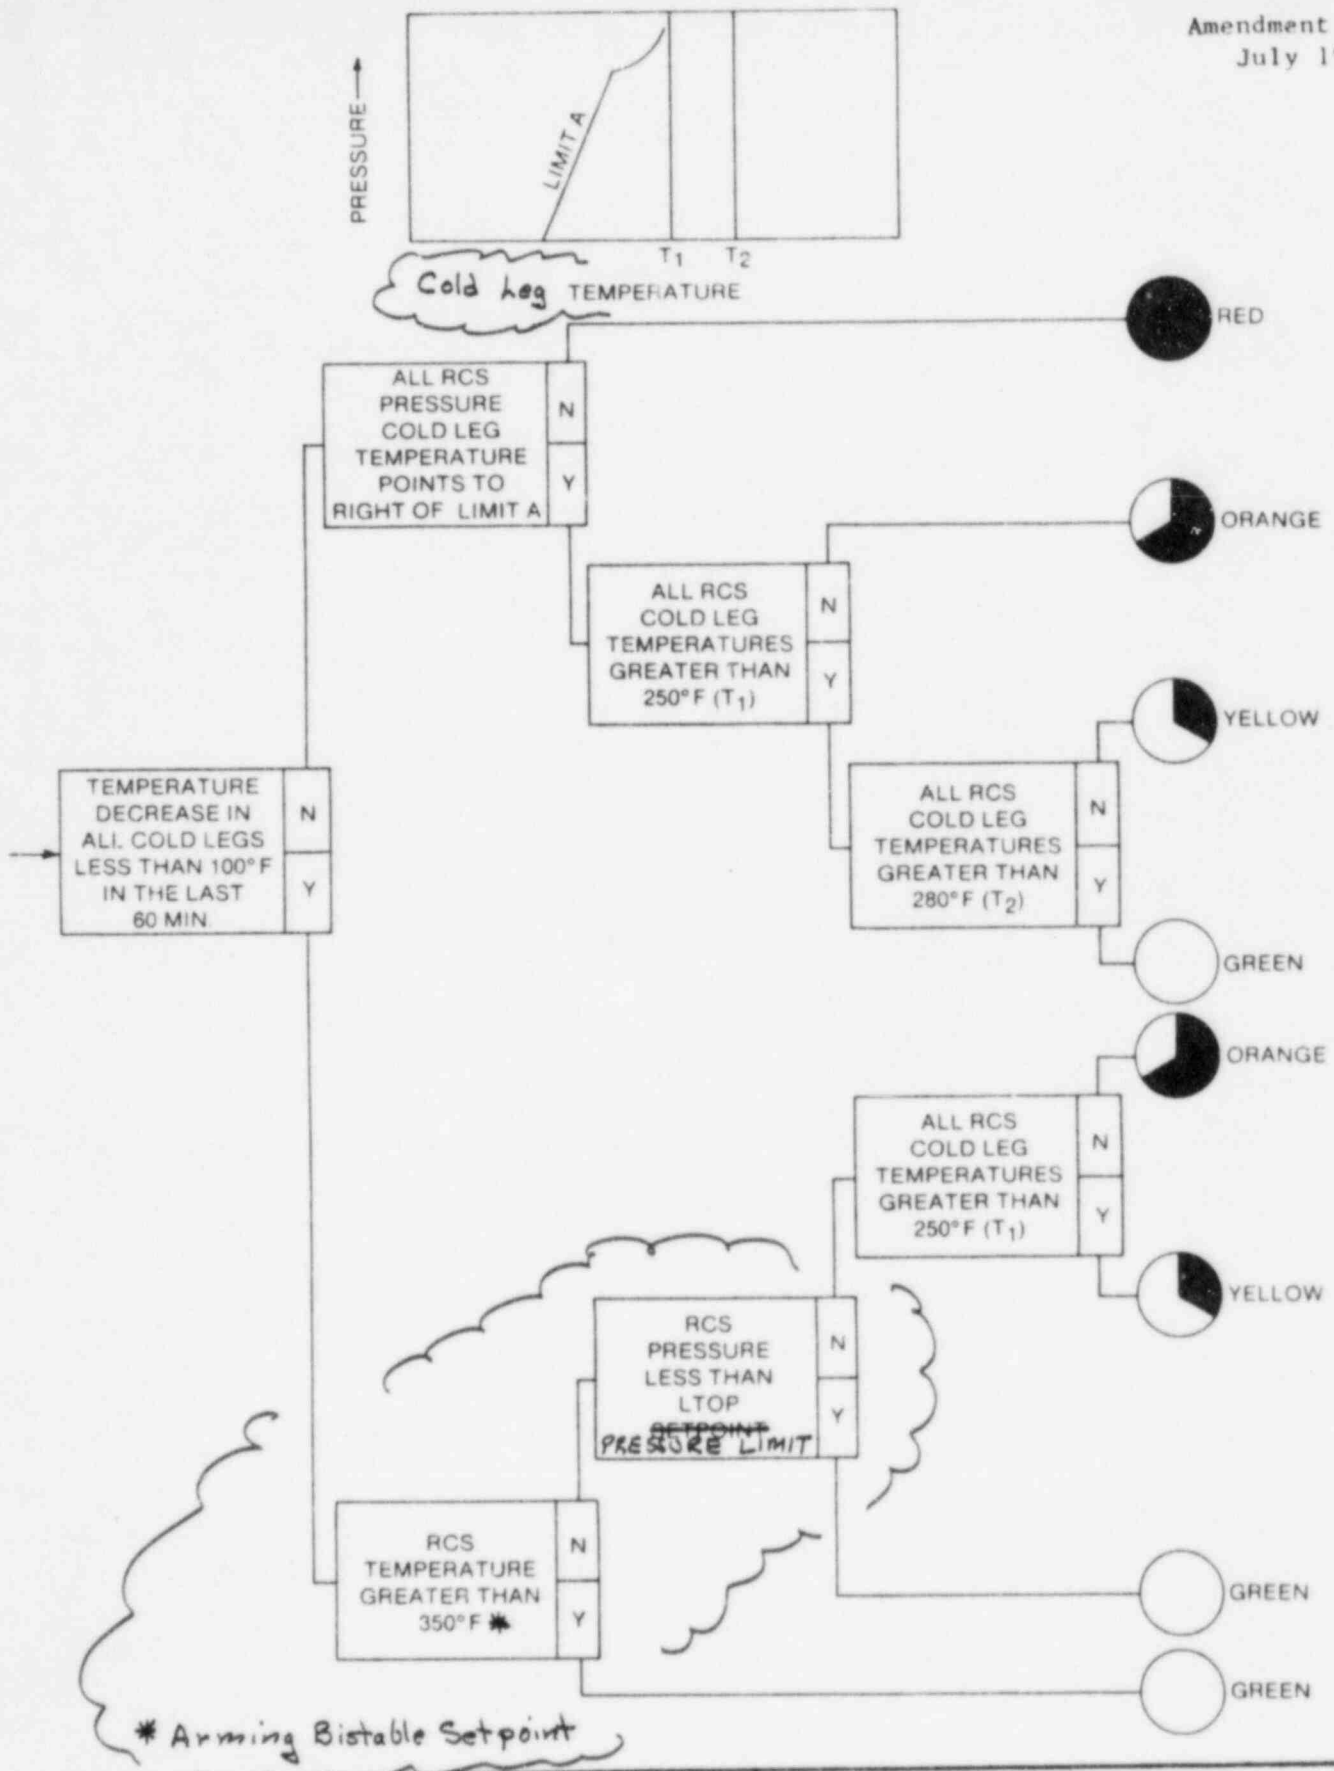 Amendment
July 1
PRESSURE
LIMIT A
T1 T2
Cold Leg TEMPERATURE
RED
ALL RCS
PRESSURE
COLD LEG
TEMPERATURE
POINTS TO
RIGHT OF LIMIT A
N
Y
ORANGE
ALL RCS
COLD LEG
TEMPERATURES
GREATER THAN
250°F (T1)
N
Y
YELLOW
ALL RCS
COLD LEG
TEMPERATURES
GREATER THAN
280°F (T2)
N
Y
GREEN
TEMPERATURE
DECREASE IN
ALL COLD LEGS
LESS THAN 100°F
IN THE LAST
60 MIN.
N
Y
ORANGE
ALL RCS
COLD LEG
TEMPERATURES
GREATER THAN
250°F (T1)
N
Y
YELLOW
RCS
PRESSURE
LESS THAN
LTOP
SETPOINT
PRESSURE LIMIT
N
Y
GREEN
RCS
TEMPERATURE
GREATER THAN
350°F *
N
Y
GREEN
* Arming Bistable Setpoint